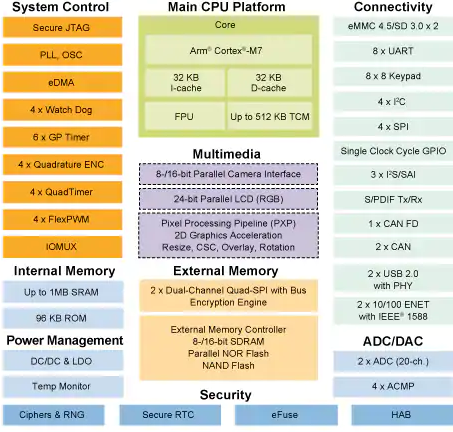 System Control
Secure JTAG
PLL, OSC
eDMA
4 x Watch Dog
6 x GP Timer
4 x Quadrature ENC
4 x QuadTimer
4 x FlexPWM
IOMUX
Internal Memory
Up to 1MB SRAM
96 KB ROM
Power Management
DC/DC & LDO
Temp Monitor
Main CPU Platform
Core
Arm® Cortex®-M7
32 KB
I-cache
32 KB
D-cache
FPU
Up to 512 KB TCM
Multimedia
8-/16-bit Parallel Camera Interface
24-bit Parallel LCD (RGB)
Pixel Processing Pipeline (PXP)
2D Graphics Acceleration
Resize, CSC, Overlay, Rotation
External Memory
2 x Dual-Channel Quad-SPI with Bus
Encryption Engine
External Memory Controller
8-/16-bit SDRAM
Parallel NOR Flash
NAND Flash
Connectivity
eMMC 4.5/SD 3.0 x 2
8 x UART
8 x 8 Keypad
4 x I²C
4 x SPI
Single Clock Cycle GPIO
3 x I²S/SAI
S/PDIF Tx/Rx
1 x CAN FD
2 x CAN
2 x USB 2.0
with PHY
2 x 10/100 ENET
with IEEE® 1588
ADC/DAC
2 x ADC (20-ch.)
4 x ACMP
Security
Ciphers & RNG
Secure RTC
eFuse
HAB